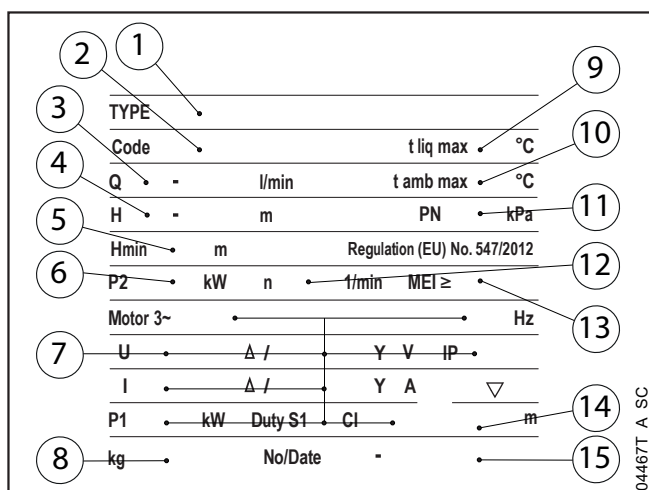 1
2
3
4
5
6
7
8
9
10
11
12
13
14
15
TYPE
Code t liq max °C
Q - l/min t amb max °C
H - m PN kPa
Hmin m Regulation (EU) No. 547/2012
P2 kW n 1/min MEI ≥
Motor 3~ Hz
U Δ / Y V IP
I Δ / Y A
P1 kW Duty S1 Cl m
kg No/Date -
04467T A SC